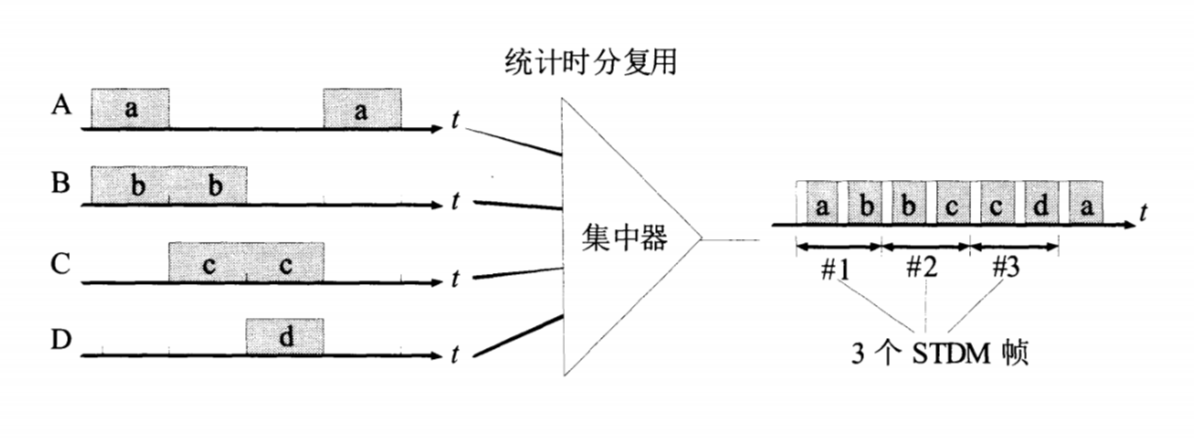 统计时分复用
A a a t
B b b t
C c c t
D d t
集中器
a b b c c d a t
#1 #2 #3
3 个 STDM 帧